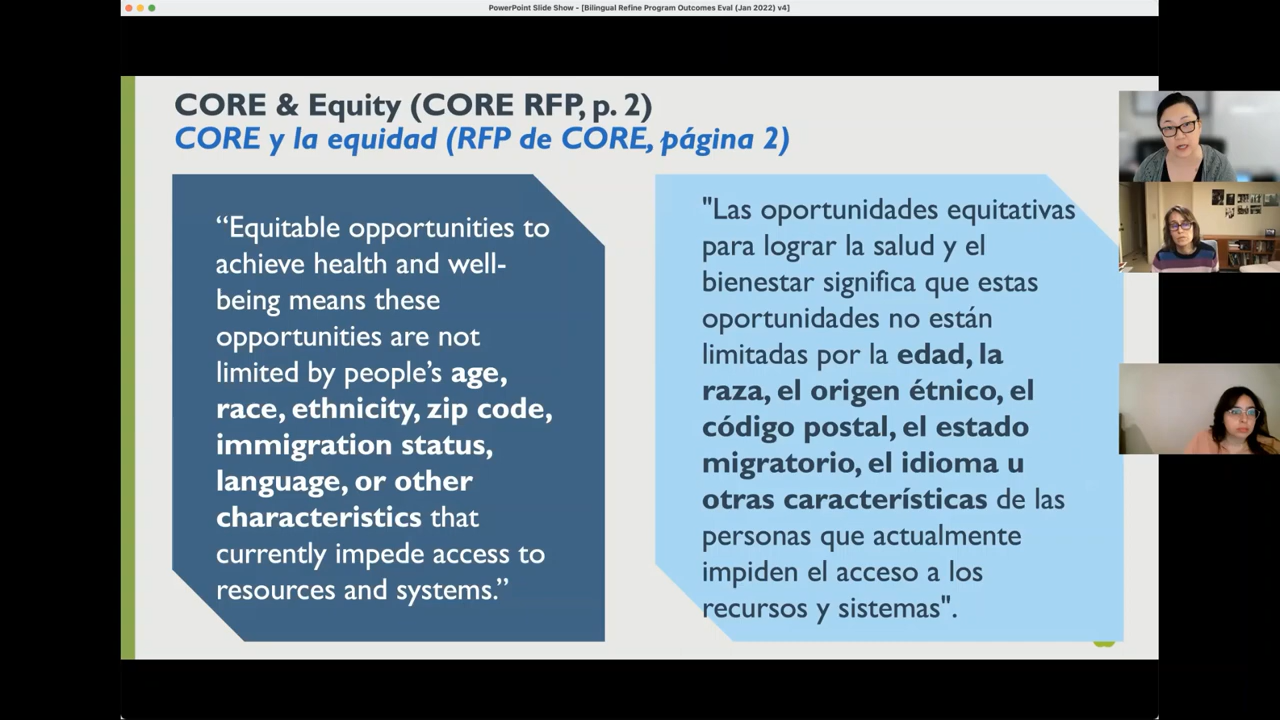 PowerPoint Slide Show - [Bilingual Refine Program Outcomes Eval (Jan 2022) v4]
CORE & Equity (CORE RFP, p. 2)
CORE y la equidad (RFP de CORE, página 2)
“Equitable opportunities to
achieve health and well-
being means these
opportunities are not
limited by people’s age,
race, ethnicity, zip code,
immigration status,
language, or other
characteristics that
currently impede access to
resources and systems.”
"Las oportunidades equitativas
para lograr la salud y el
bienestar significa que estas
oportunidades no están
limitadas por la edad, la
raza, el origen étnico, el
código postal, el estado
migratorio, el idioma u
otras características de las
personas que actualmente
impiden el acceso a los
recursos y sistemas".